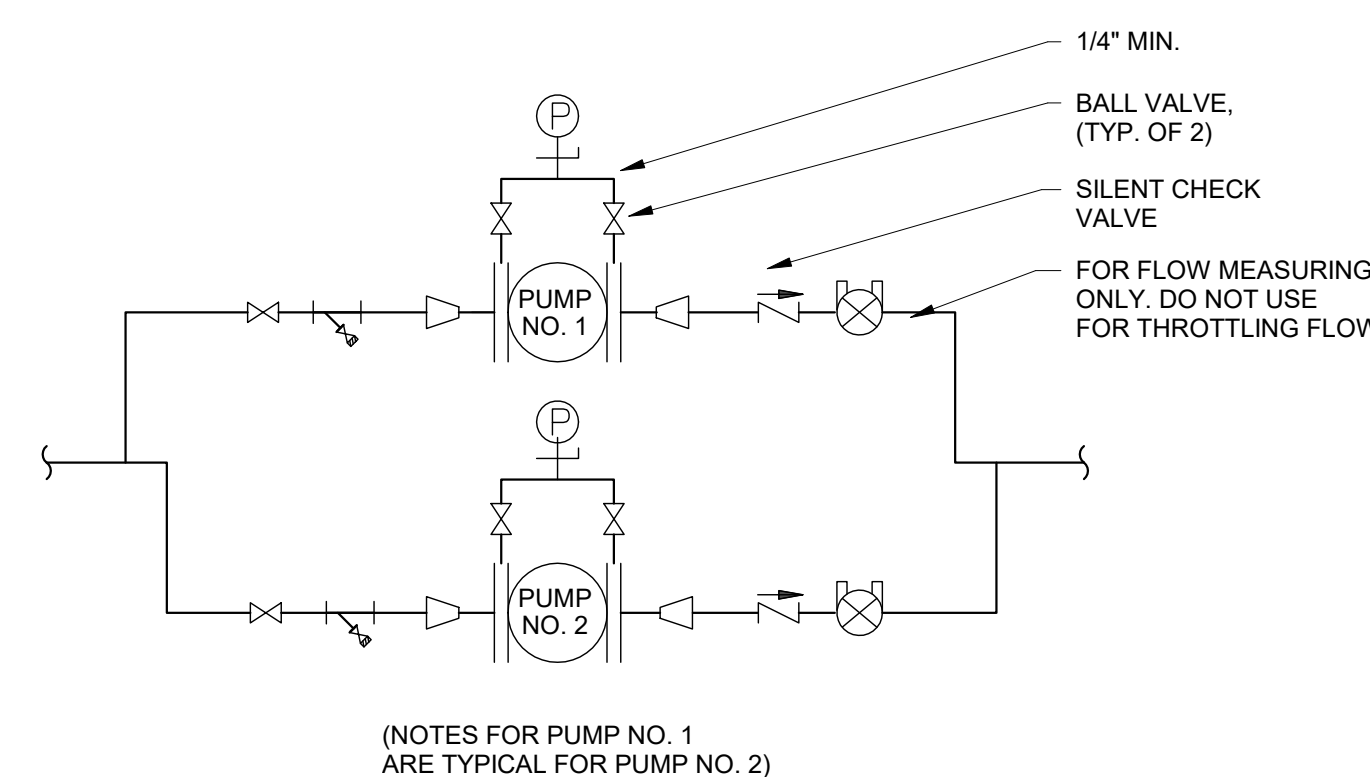 1/4" MIN.
BALL VALVE,
(TYP. OF 2)
SILENT CHECK
VALVE
FOR FLOW MEASURING
ONLY. DO NOT USE
FOR THROTTLING FLOW
P
PUMP
NO. 1
P
PUMP
NO. 2
(NOTES FOR PUMP NO. 1
ARE TYPICAL FOR PUMP NO. 2)